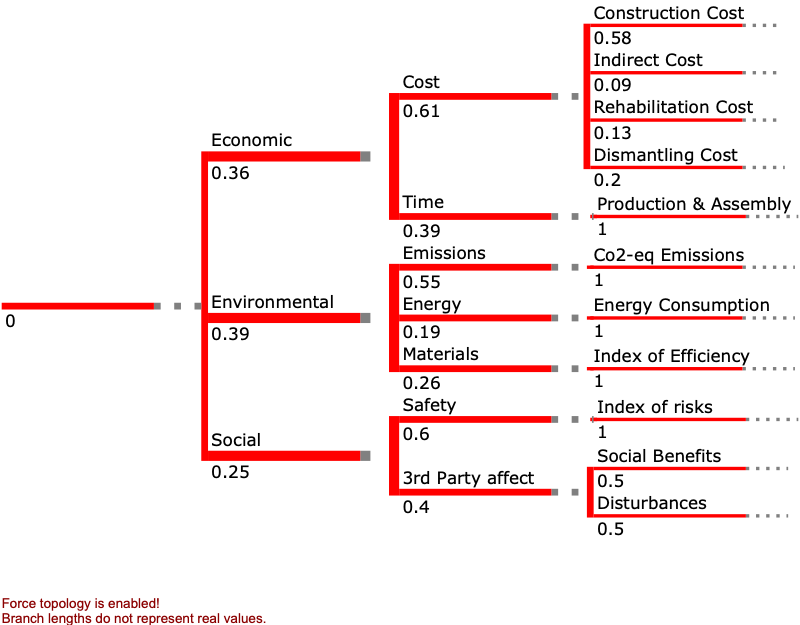 Construction Cost
0.58
Indirect Cost
0.09
Rehabilitation Cost
0.13
Dismantling Cost
0.2
Cost
0.61
Time
0.39
Production & Assembly
1
Economic
0.36
Emissions
0.55
Co2-eq Emissions
1
Energy
0.19
Energy Consumption
1
Materials
0.26
Index of Efficiency
1
Environmental
0.39
0
Safety
0.6
Index of risks
1
Social
0.25
3rd Party affect
0.4
Social Benefits
0.5
Disturbances
0.5
Force topology is enabled!
Branch lengths do not represent real values.